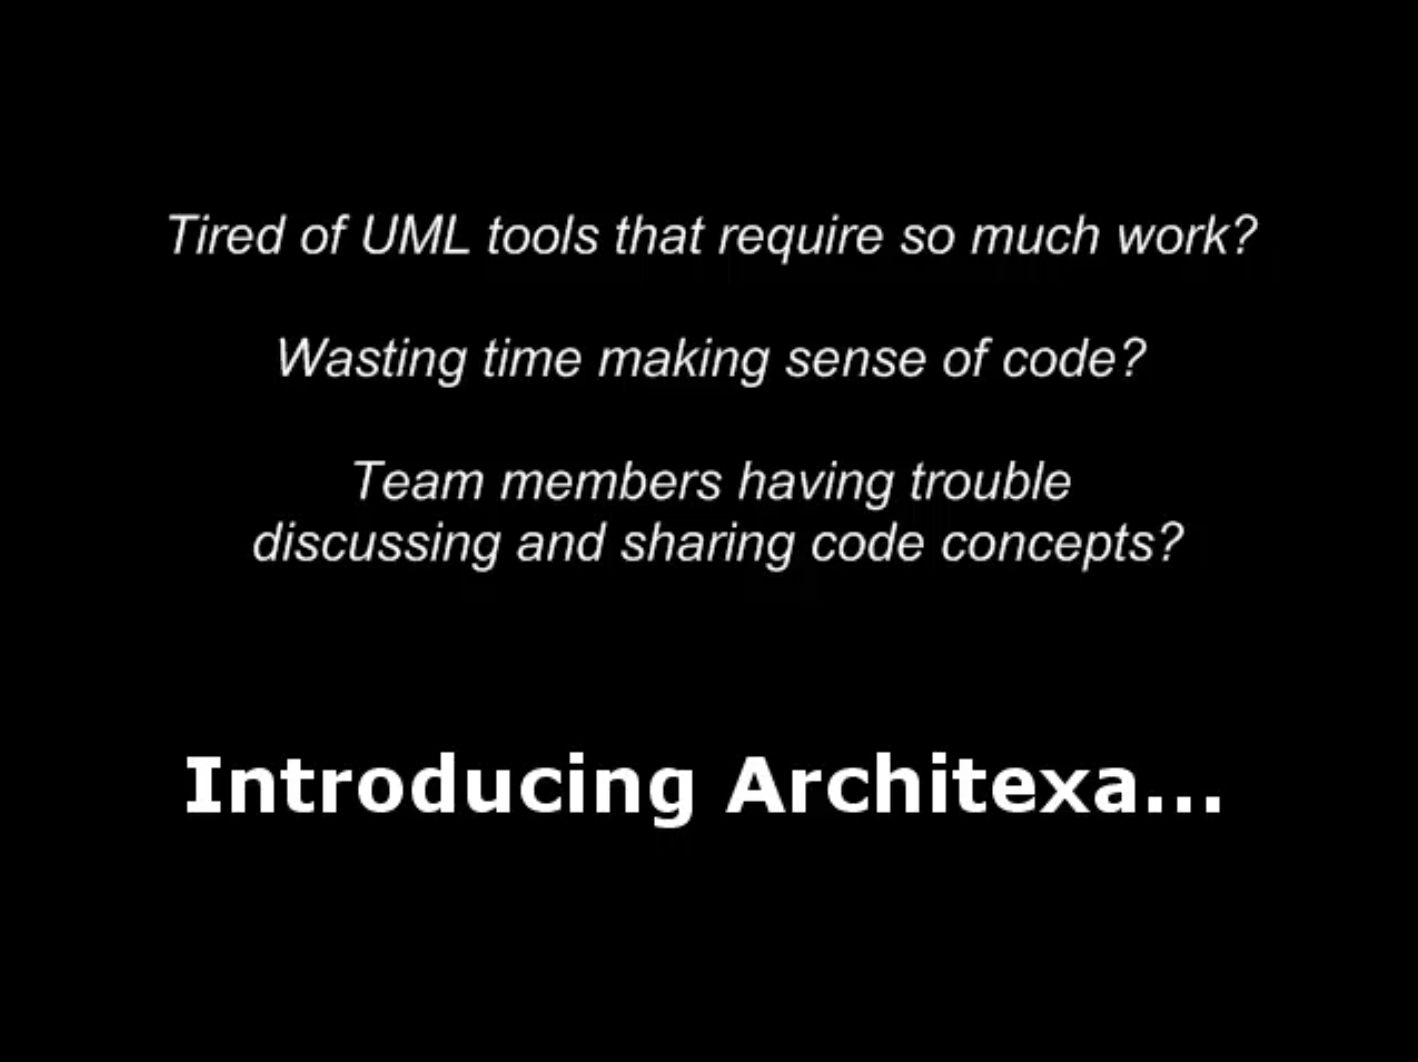 Tired of UML tools that require so much work?
Wasting time making sense of code?
Team members having trouble
discussing and sharing code concepts?
Introducing Architexa...